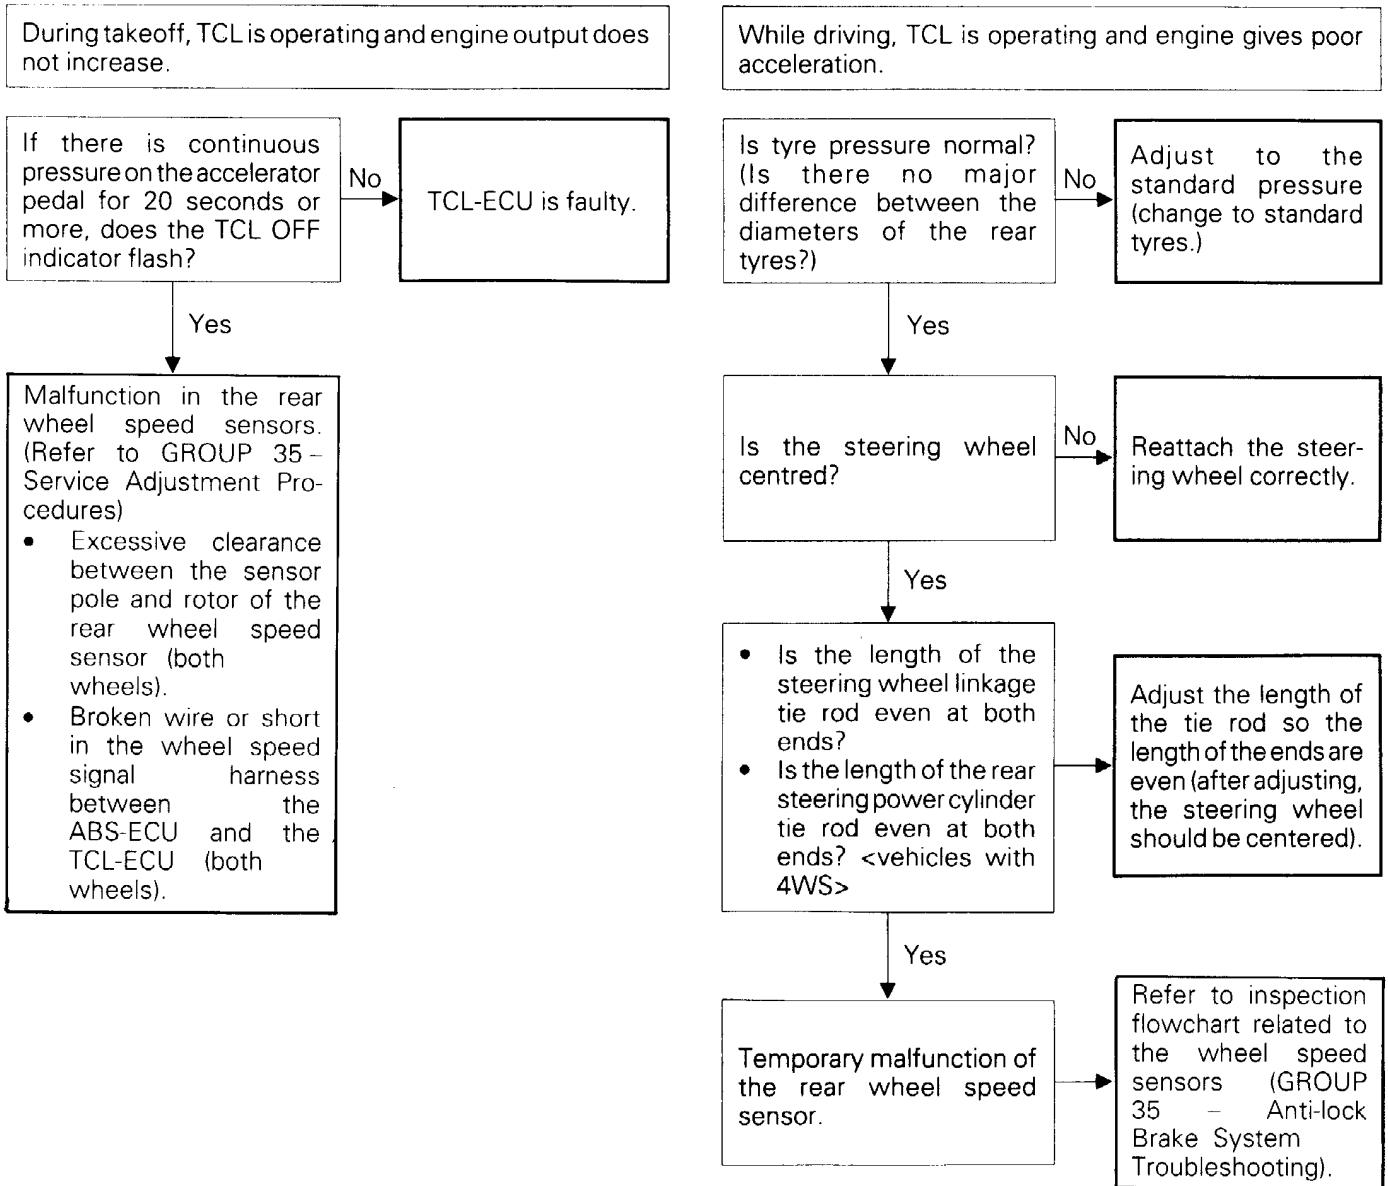 During takeoff, TCL is operating and engine output does
not increase.
If there is continuous
pressure on the accelerator
pedal for 20 seconds or
more, does the TCL OFF
indicator flash?
No
TCL-ECU is faulty.
Yes
Malfunction in the rear
wheel speed sensors.
(Refer to GROUP 35 –
Service Adjustment Pro-
cedures)
• Excessive clearance
between the sensor
pole and rotor of the
rear wheel speed
sensor (both
wheels).
• Broken wire or short
in the wheel speed
signal harness
between the
ABS-ECU and the
TCL-ECU (both
wheels).
While driving, TCL is operating and engine gives poor
acceleration.
Is tyre pressure normal?
(Is there no major
difference between the
diameters of the rear
tyres?)
No
Adjust to the
standard pressure
(change to standard
tyres.)
Yes
Is the steering wheel
centred?
No
Reattach the steer-
ing wheel correctly.
Yes
• Is the length of the
steering wheel linkage
tie rod even at both
ends?
• Is the length of the rear
steering power cylinder
tie rod even at both
ends? <vehicles with
4WS>
Adjust the length of
the tie rod so the
length of the ends are
even (after adjusting,
the steering wheel
should be centered).
Yes
Temporary malfunction of
the rear wheel speed
sensor.
Refer to inspection
flowchart related to
the wheel speed
sensors (GROUP
35 – Anti-lock
Brake System
Troubleshooting).